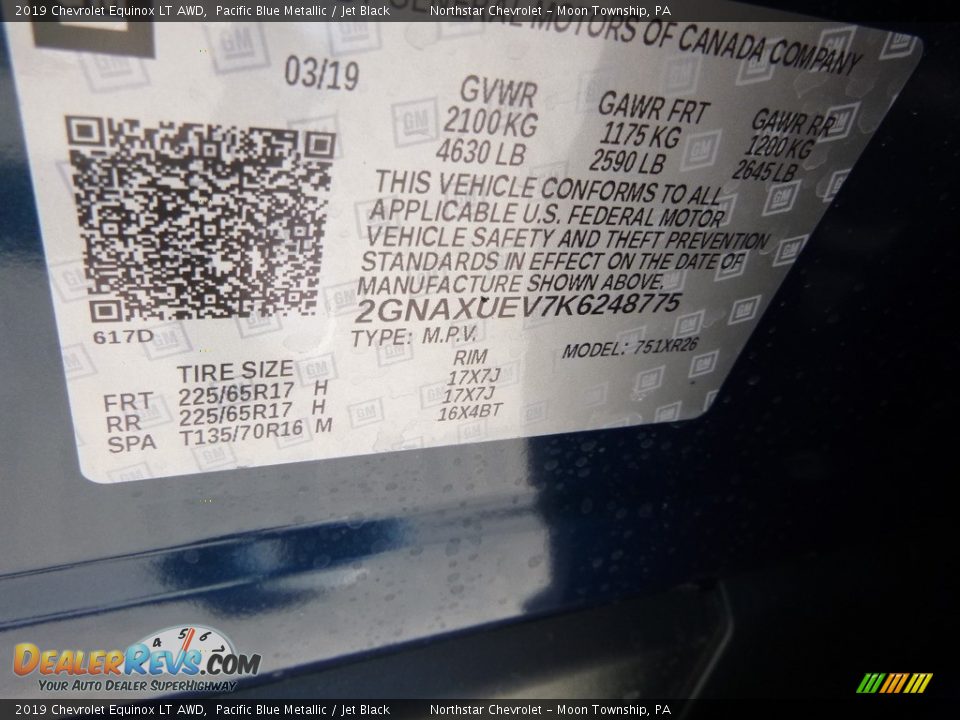 2019 Chevrolet Equinox LT AWD, Pacific Blue Metallic / Jet Black Northstar Chevrolet - Moon Township, PA
GENERAL MOTORS OF CANADA COMPANY
03/19
GVWR GAWR FRT GAWR RR
2100 KG 1175 KG 1200 KG
4630 LB 2590 LB 2645 LB
THIS VEHICLE CONFORMS TO ALL
APPLICABLE U.S. FEDERAL MOTOR
VEHICLE SAFETY AND THEFT PREVENTION
STANDARDS IN EFFECT ON THE DATE OF
MANUFACTURE SHOWN ABOVE.
2GNAXUEV7K6248775
617D
TYPE: M.P.V. MODEL: 751XR26
TIRE SIZE RIM
FRT 225/65R17 H 17X7J
RR 225/65R17 H 17X7J
SPA T135/70R16 M 16X4BT
4 5 6
DEALERREVS.COM
YOUR AUTO DEALER SUPERHIGHWAY
2019 Chevrolet Equinox LT AWD, Pacific Blue Metallic / Jet Black Northstar Chevrolet - Moon Township, PA